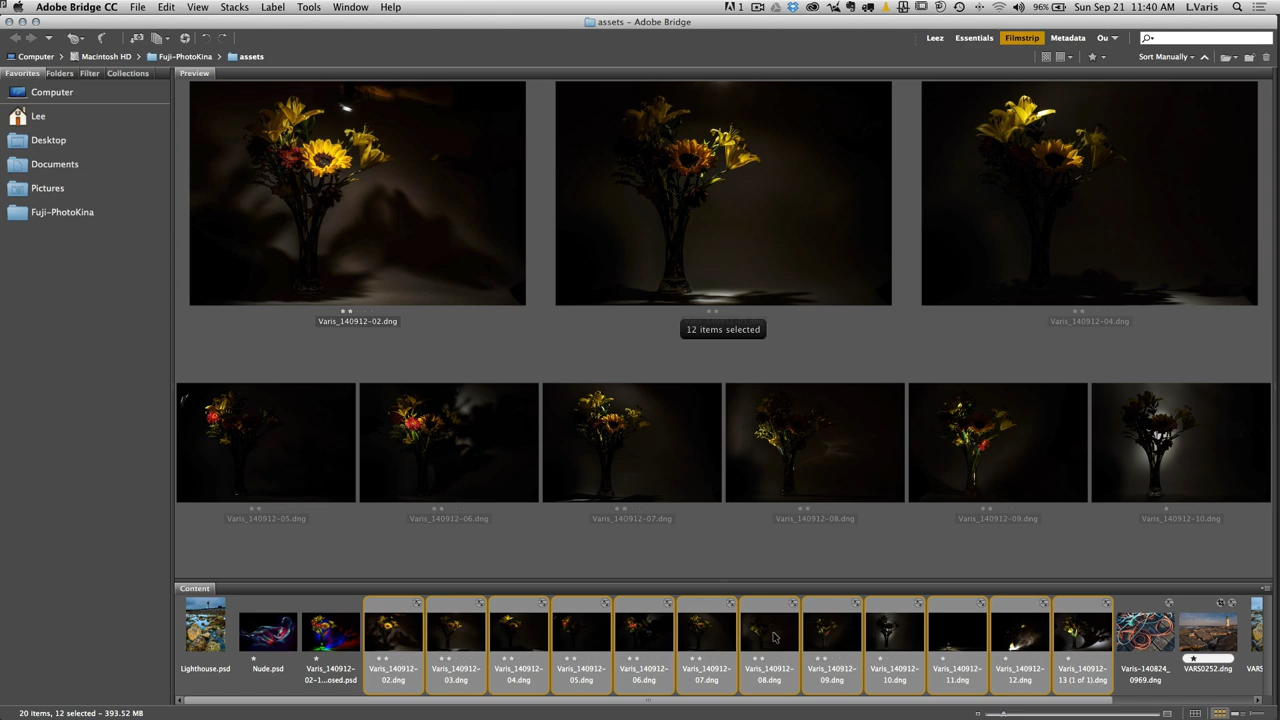 Adobe Bridge CC File Edit View Stacks Label Tools Window Help 1 96% Sun Sep 21 11:40 AM L.Varis
assets – Adobe Bridge
Leez Essentials Filmstrip Metadata Ou
Computer Macintosh HD Fuji-PhotoKina assets Sort Manually
Favorites Folders Filter Collections Preview
Computer
Lee
Desktop
Documents
Pictures
Fuji-PhotoKina
Varis_140912-02.dng Varis_140912-04.dng
12 items selected
Varis_140912-05.dng Varis_140912-06.dng Varis_140912-07.dng Varis_140912-08.dng Varis_140912-09.dng Varis_140912-10.dng
Content
Lighthouse.psd Nude.psd Varis_140912-02-1...osed.psd Varis_140912-02.dng Varis_140912-03.dng Varis_140912-04.dng Varis_140912-05.dng Varis_140912-06.dng Varis_140912-07.dng Varis_140912-08.dng Varis_140912-09.dng Varis_140912-10.dng Varis_140912-11.dng Varis_140912-12.dng Varis_140912-13 (1 of 1).dng Varis-140824_0969.dng VARS0252.dng VARS
20 items, 12 selected - 393.52 MB